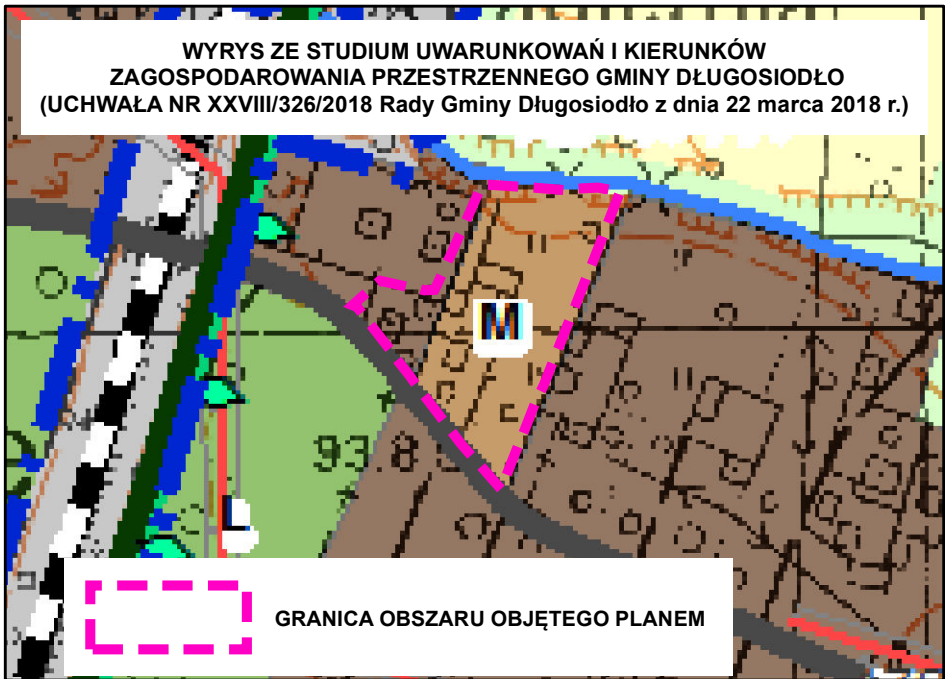 WYRYS ZE STUDIUM UWARUNKOWAŃ I KIERUNKÓW
ZAGOSPODAROWANIA PRZESTRZENNEGO GMINY DŁUGOSIODŁO
(UCHWAŁA NR XXVIII/326/2018 Rady Gminy Długosiodło z dnia 22 marca 2018 r.)
M
93.8
L
GRANICA OBSZARU OBJĘTEGO PLANEM